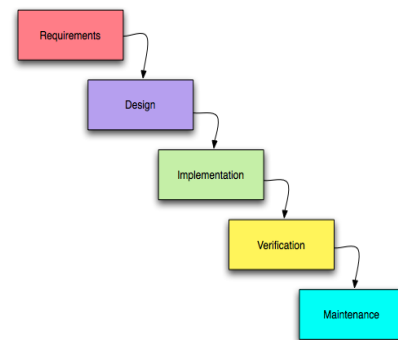 Requirements
Design
Implementation
Verification
Maintenance